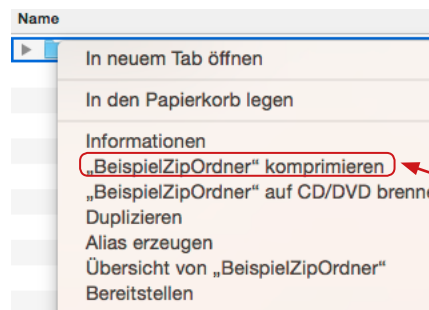 Name
In neuem Tab öffnen
In den Papierkorb legen
Informationen
„BeispielZipOrdner“ komprimieren
„BeispielZipOrdner“ auf CD/DVD brenne
Duplizieren
Alias erzeugen
Übersicht von „BeispielZipOrdner“
Bereitstellen